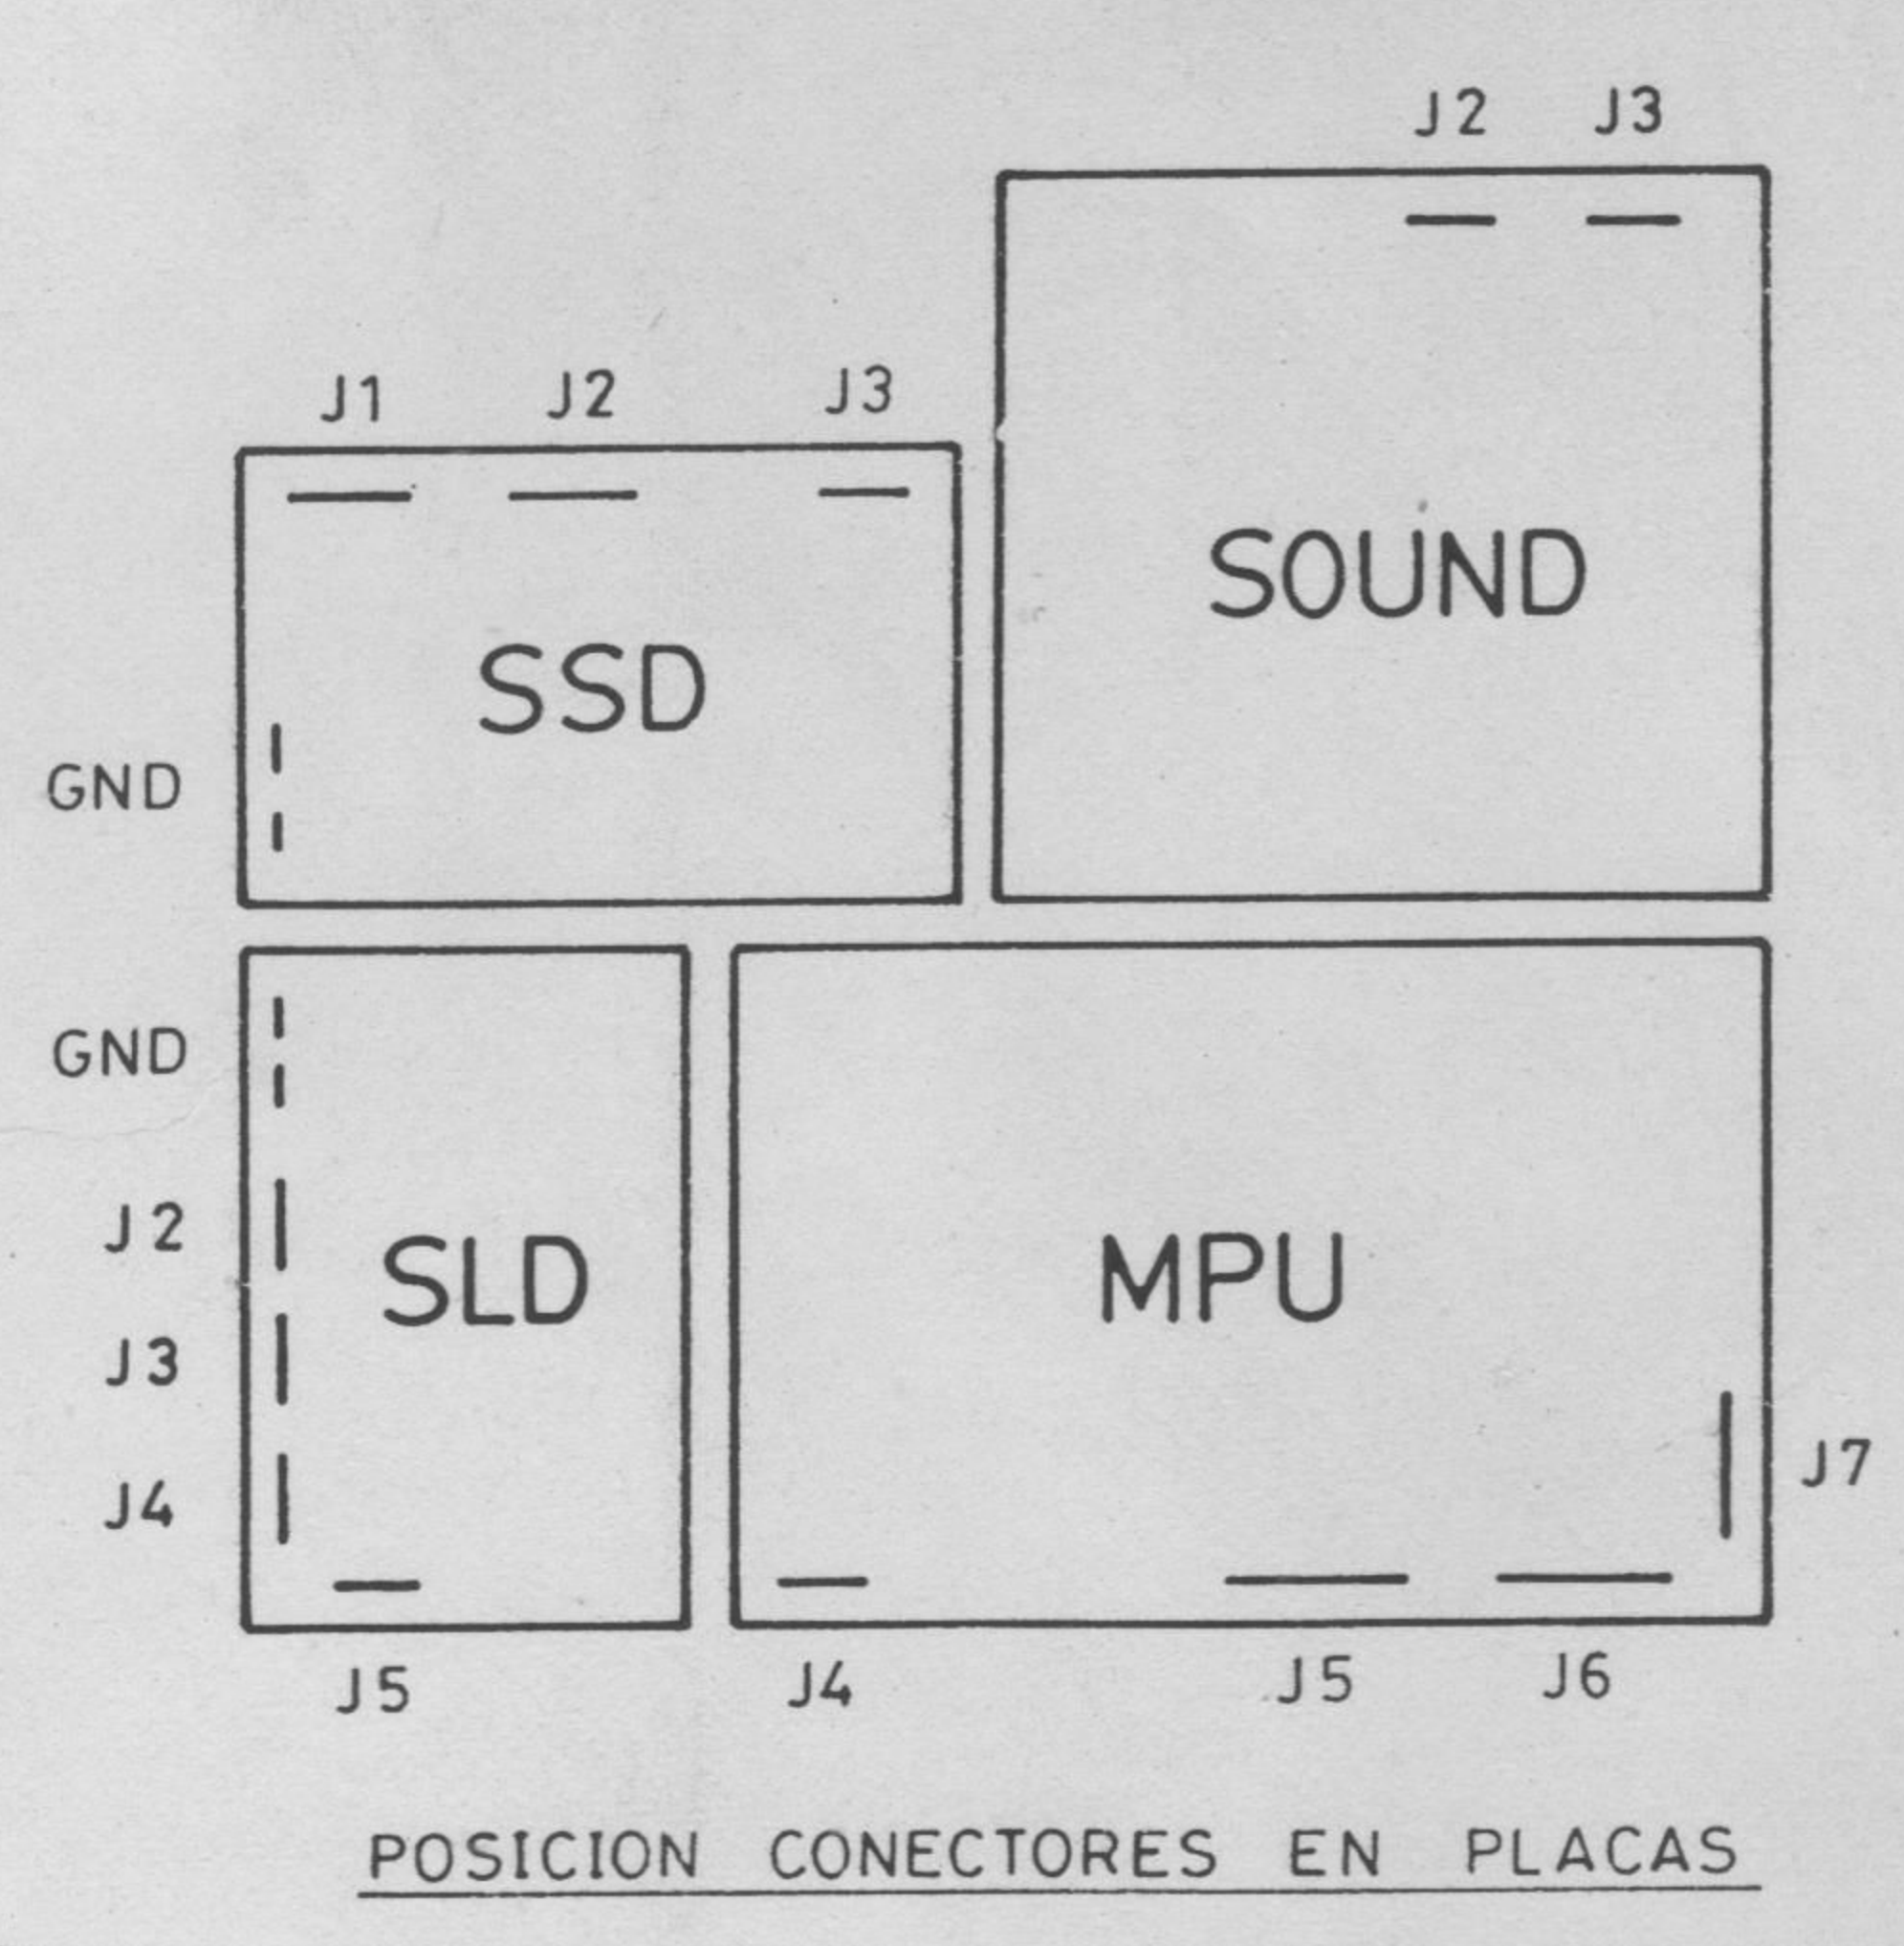 J2 J3
J1 J2 J3
SOUND
SSD
GND
GND
J2
SLD
MPU
J3
J7
J4
J5 J4 J5 J6
POSICION CONECTORES EN PLACAS